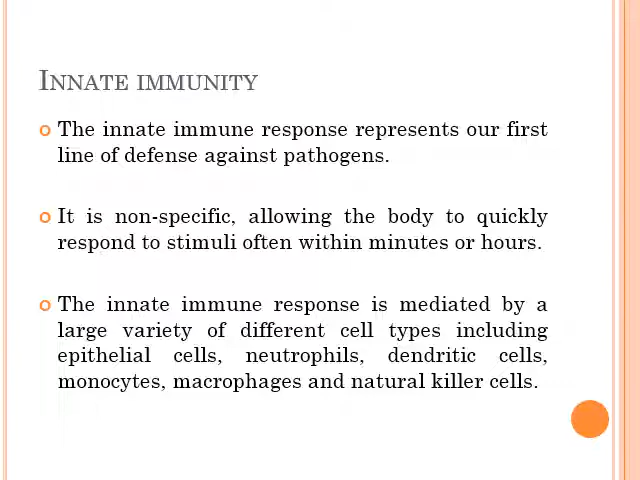 INNATE IMMUNITY
The innate immune response represents our first
line of defense against pathogens.
It is non-specific, allowing the body to quickly
respond to stimuli often within minutes or hours.
The innate immune response is mediated by a
large variety of different cell types including
epithelial cells, neutrophils, dendritic cells,
monocytes, macrophages and natural killer cells.